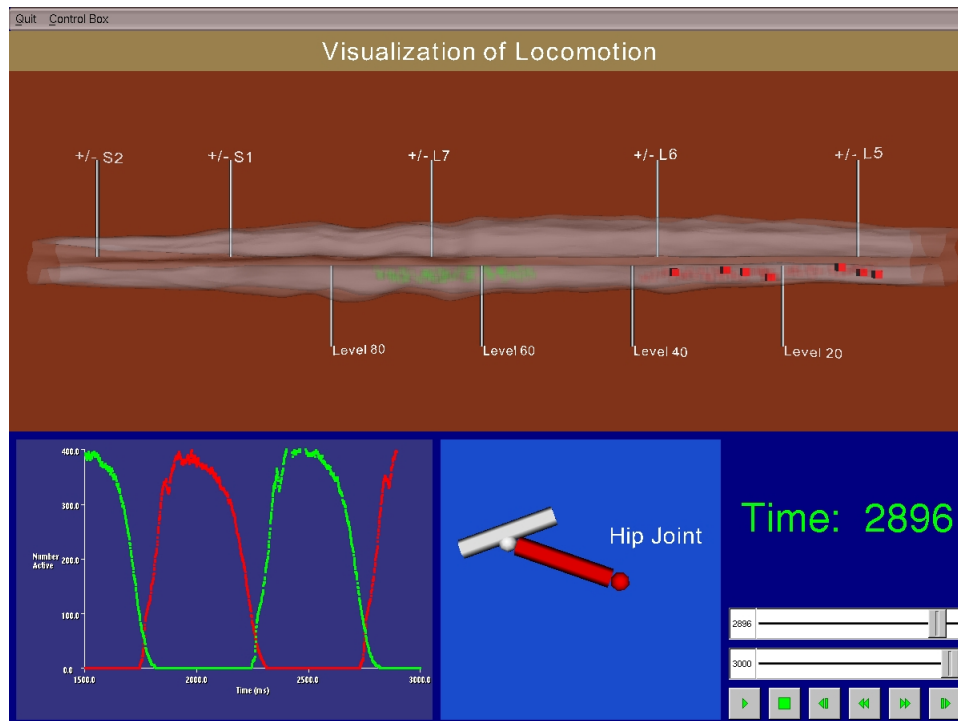 Quit Control Box
Visualization of Locomotion
+/- S2 +/- S1 +/- L7 +/- L6 +/- L5
Level 80 Level 60 Level 40 Level 20
400.0
300.0
Number
Active
200.0
100.0
0.0
1500.0 2000.0 2500.0 3000.0
Time (ms)
Hip Joint
Time: 2896
2896
3000